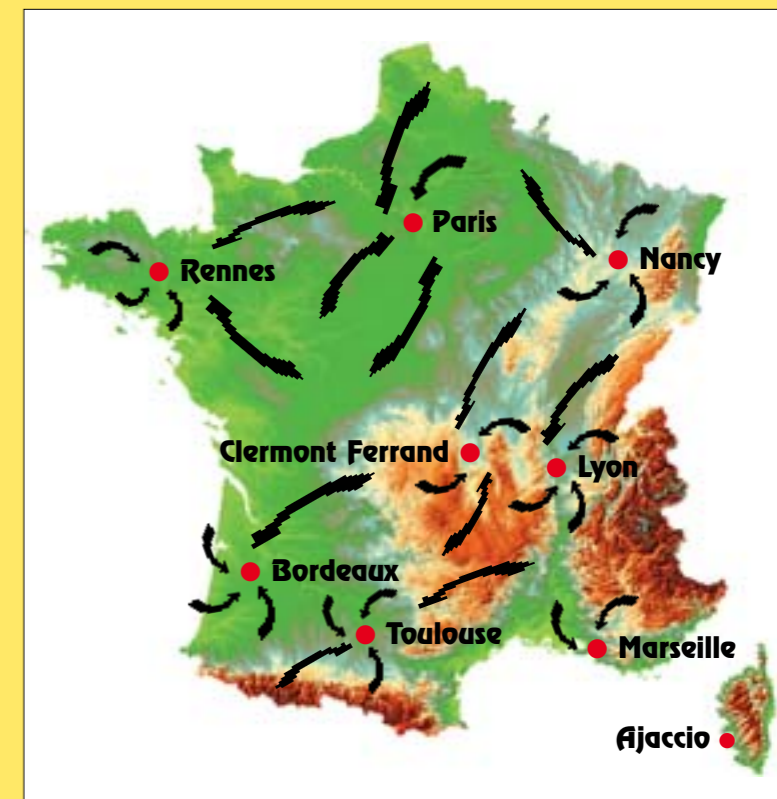 Paris
Nancy
Rennes
Clermont Ferrand
Lyon
Bordeaux
Toulouse
Marseille
Ajaccio